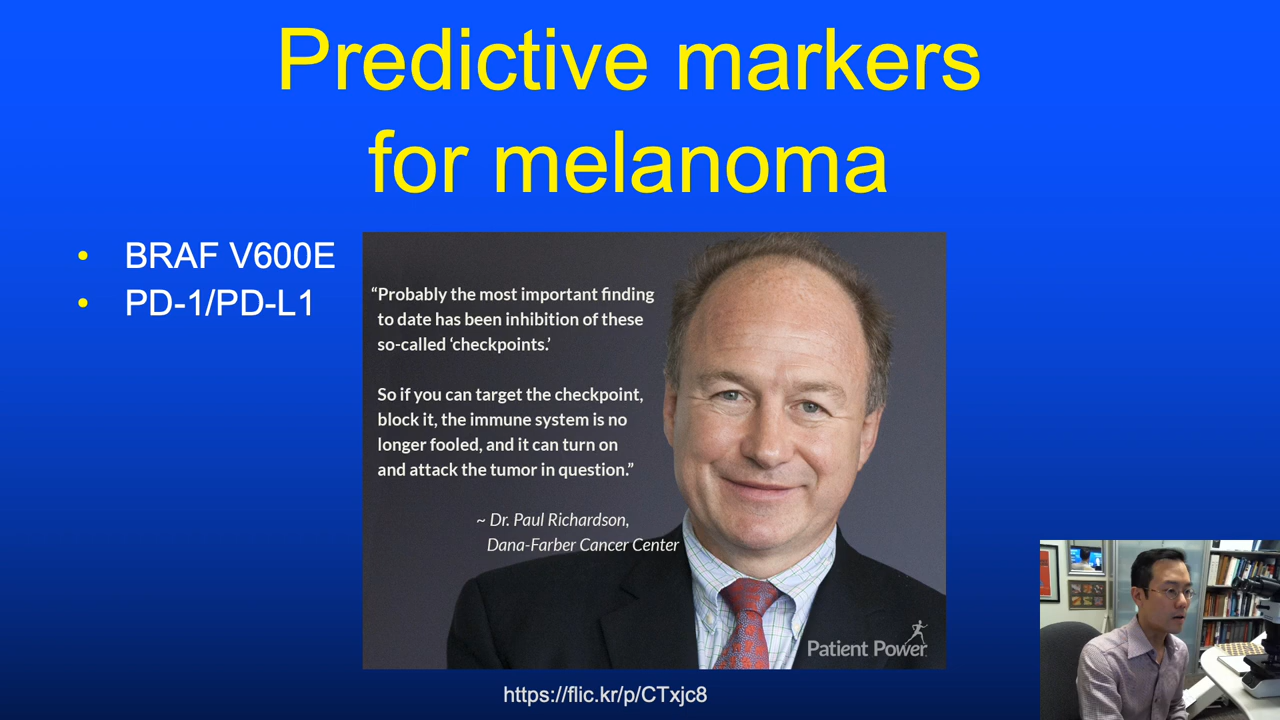 Predictive markers
for melanoma
• BRAF V600E
• PD-1/PD-L1
“Probably the most important finding
to date has been inhibition of these
so-called ‘checkpoints.’
So if you can target the checkpoint,
block it, the immune system is no
longer fooled, and it can turn on
and attack the tumor in question.”
~ Dr. Paul Richardson,
Dana-Farber Cancer Center
Patient Power
https://flic.kr/p/CTxjc8